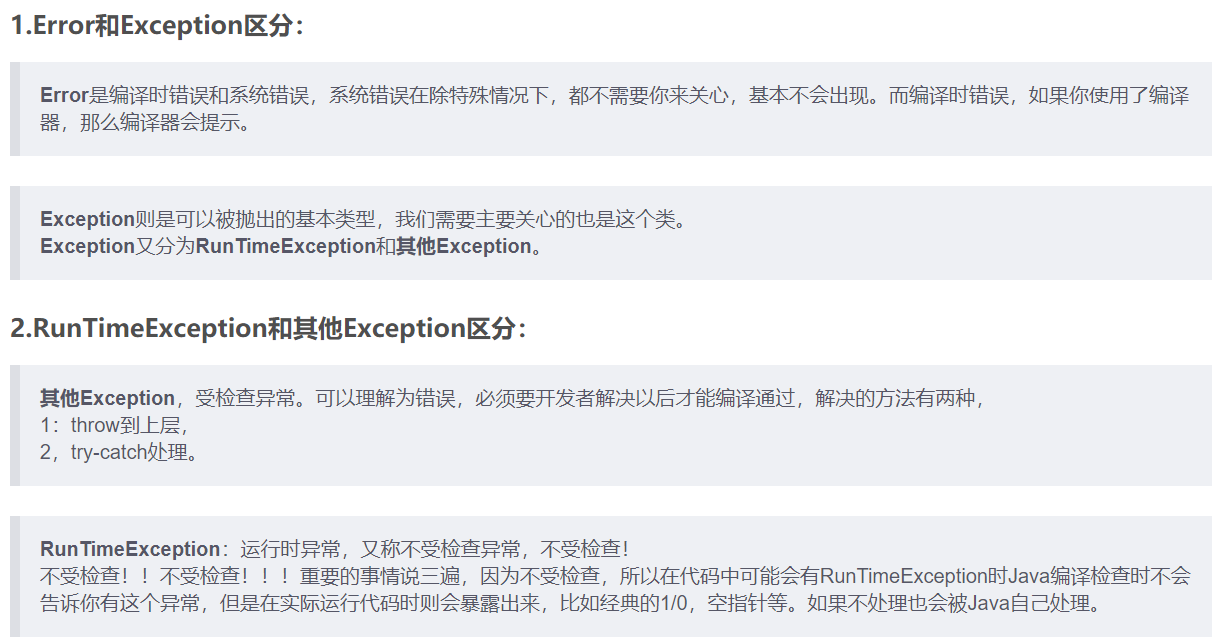 1.Error和Exception区分：
Error是编译时错误和系统错误，系统错误在除特殊情况下，都不需要你来关心，基本不会出现。而编译时错误，如果你使用了编译
器，那么编译器会提示。
Exception则是可以被抛出的基本类型，我们需要主要关心的也是这个类。
Exception又分为RunTimeException和其他Exception。
2.RunTimeException和其他Exception区分：
其他Exception，受检查异常。可以理解为错误，必须要开发者解决以后才能编译通过，解决的方法有两种，
1：throw到上层，
2，try-catch处理。
RunTimeException：运行时异常，又称不受检查异常，不受检查！
不受检查！！不受检查！！！重要的事情说三遍，因为不受检查，所以在代码中可能会有RunTimeException时Java编译检查时不会
告诉你有这个异常，但是在实际运行代码时则会暴露出来，比如经典的1/0，空指针等。如果不处理也会被Java自己处理。